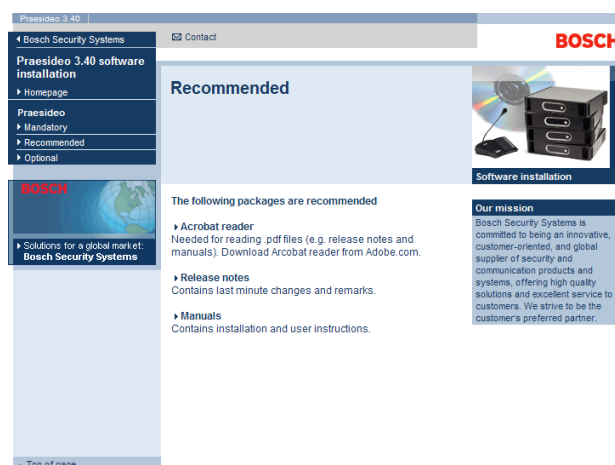 Praesideo 3.40
Bosch Security Systems
Contact
BOSCH
Praesideo 3.40 software
installation
Homepage
Praesideo
Mandatory
Recommended
Optional
BOSCH
Solutions for a global market:
Bosch Security Systems
Recommended
The following packages are recommended
Acrobat reader
Needed for reading .pdf files (e.g. release notes and
manuals). Download Arcobat reader from Adobe.com.
Release notes
Contains last minute changes and remarks.
Manuals
Contains installation and user instructions.
Software installation
Our mission
Bosch Security Systems is
committed to being an innovative,
customer-oriented, and global
supplier of security and
communication products and
systems, offering high quality
solutions and excellent service to
customers. We strive to be the
customer's preferred partner.
Top of page